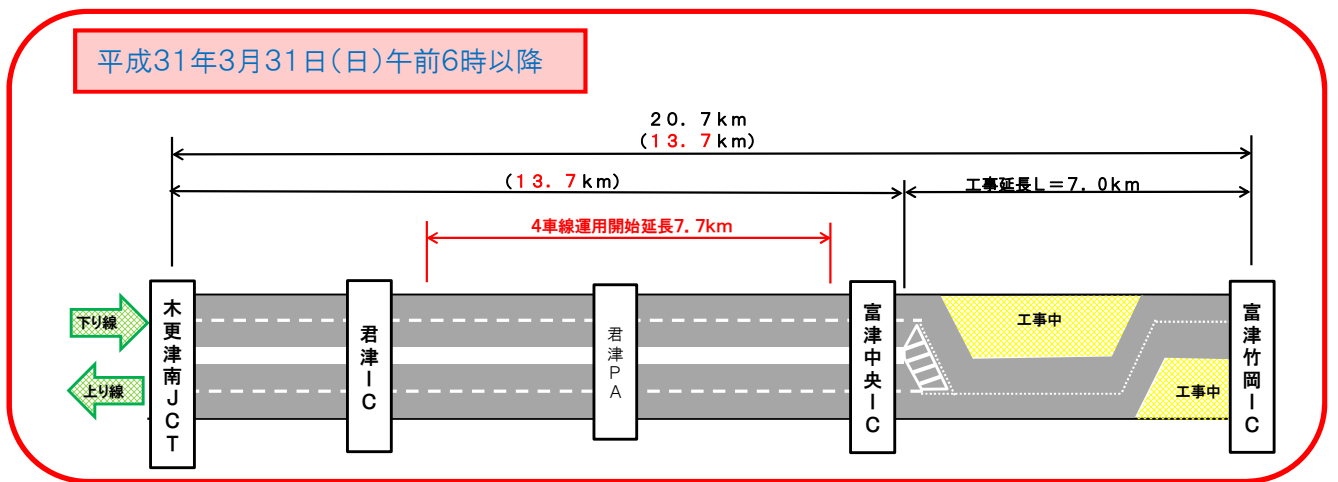 平成31年3月31日(日)午前6時以降
20.7km
(13.7km)
(13.7km)
工事延長L=7.0km
4車線運用開始延長7.7km
下り線
上り線
木更津南JCT
君津IC
君津PA
富津中央IC
富津竹岡IC
工事中
工事中